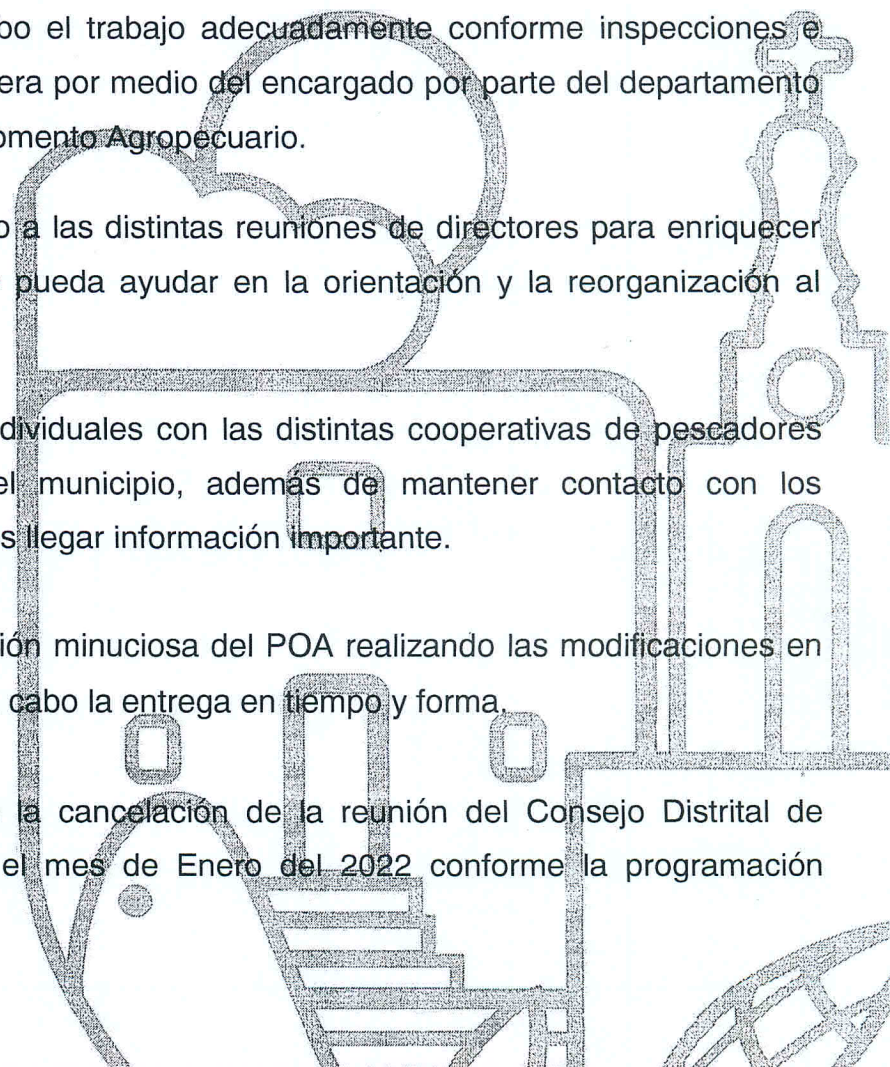 bo el trabajo adecuadamente conforme inspecciones e
era por medio del encargado por parte del departamento
omento Agropecuario.
o a las distintas reuniones de directores para enriquecer
pueda ayudar en la orientación y la reorganización al
dividuales con las distintas cooperativas de pescadores
el municipio, además de mantener contacto con los
s llegar información importante.
ión minuciosa del POA realizando las modificaciones en
cabo la entrega en tiempo y forma.
la cancelación de la reunión del Consejo Distrital de
el mes de Enero del 2022 conforme la programación